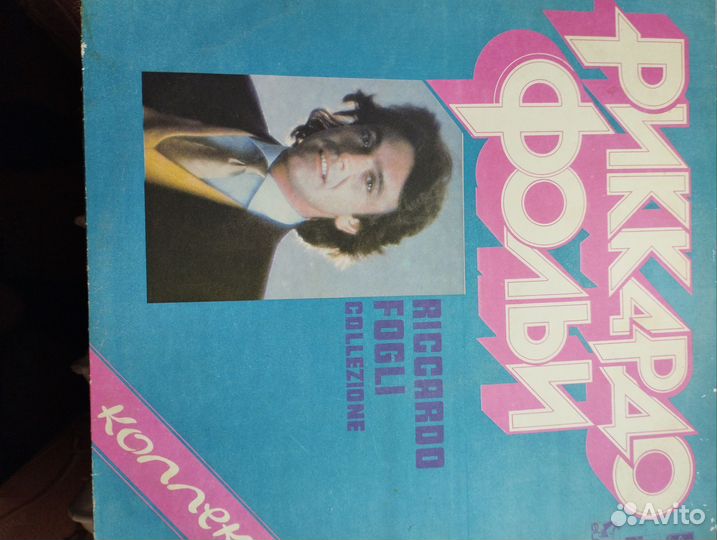 РИККАРДО
ФОЛЬИ
RICCARDO
FOGLI
COLLEZIONE
коллек
Avito